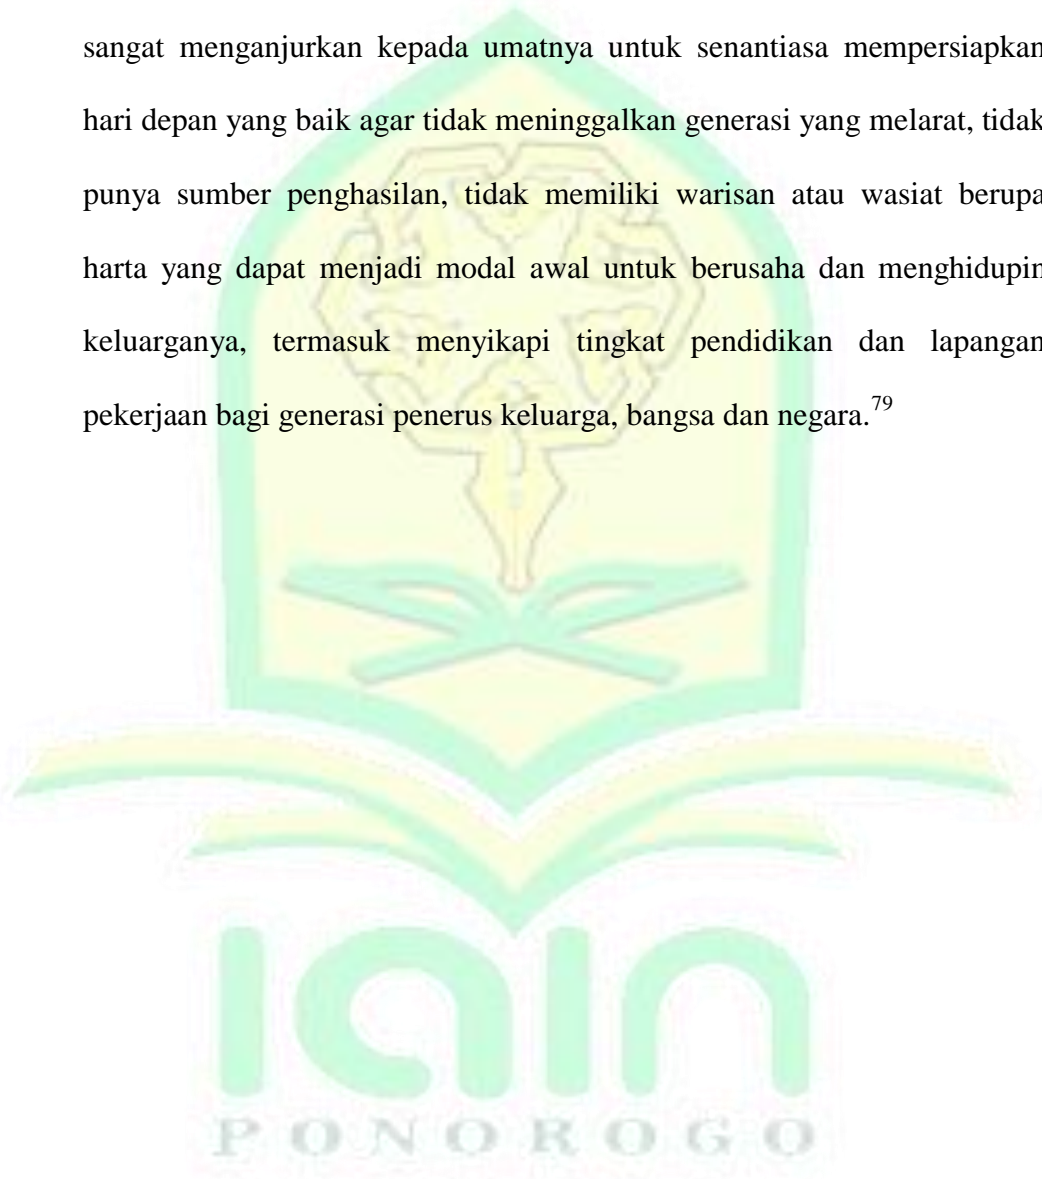 sangat menganjurkan kepada umatnya untuk senantiasa mempersiapkan
hari depan yang baik agar tidak meninggalkan generasi yang melarat, tidak
punya sumber penghasilan, tidak memiliki warisan atau wasiat berupa
harta yang dapat menjadi modal awal untuk berusaha dan menghidupin
keluarganya, termasuk menyikapi tingkat pendidikan dan lapangan
pekerjaan bagi generasi penerus keluarga, bangsa dan negara.79
iain
PONOROGO